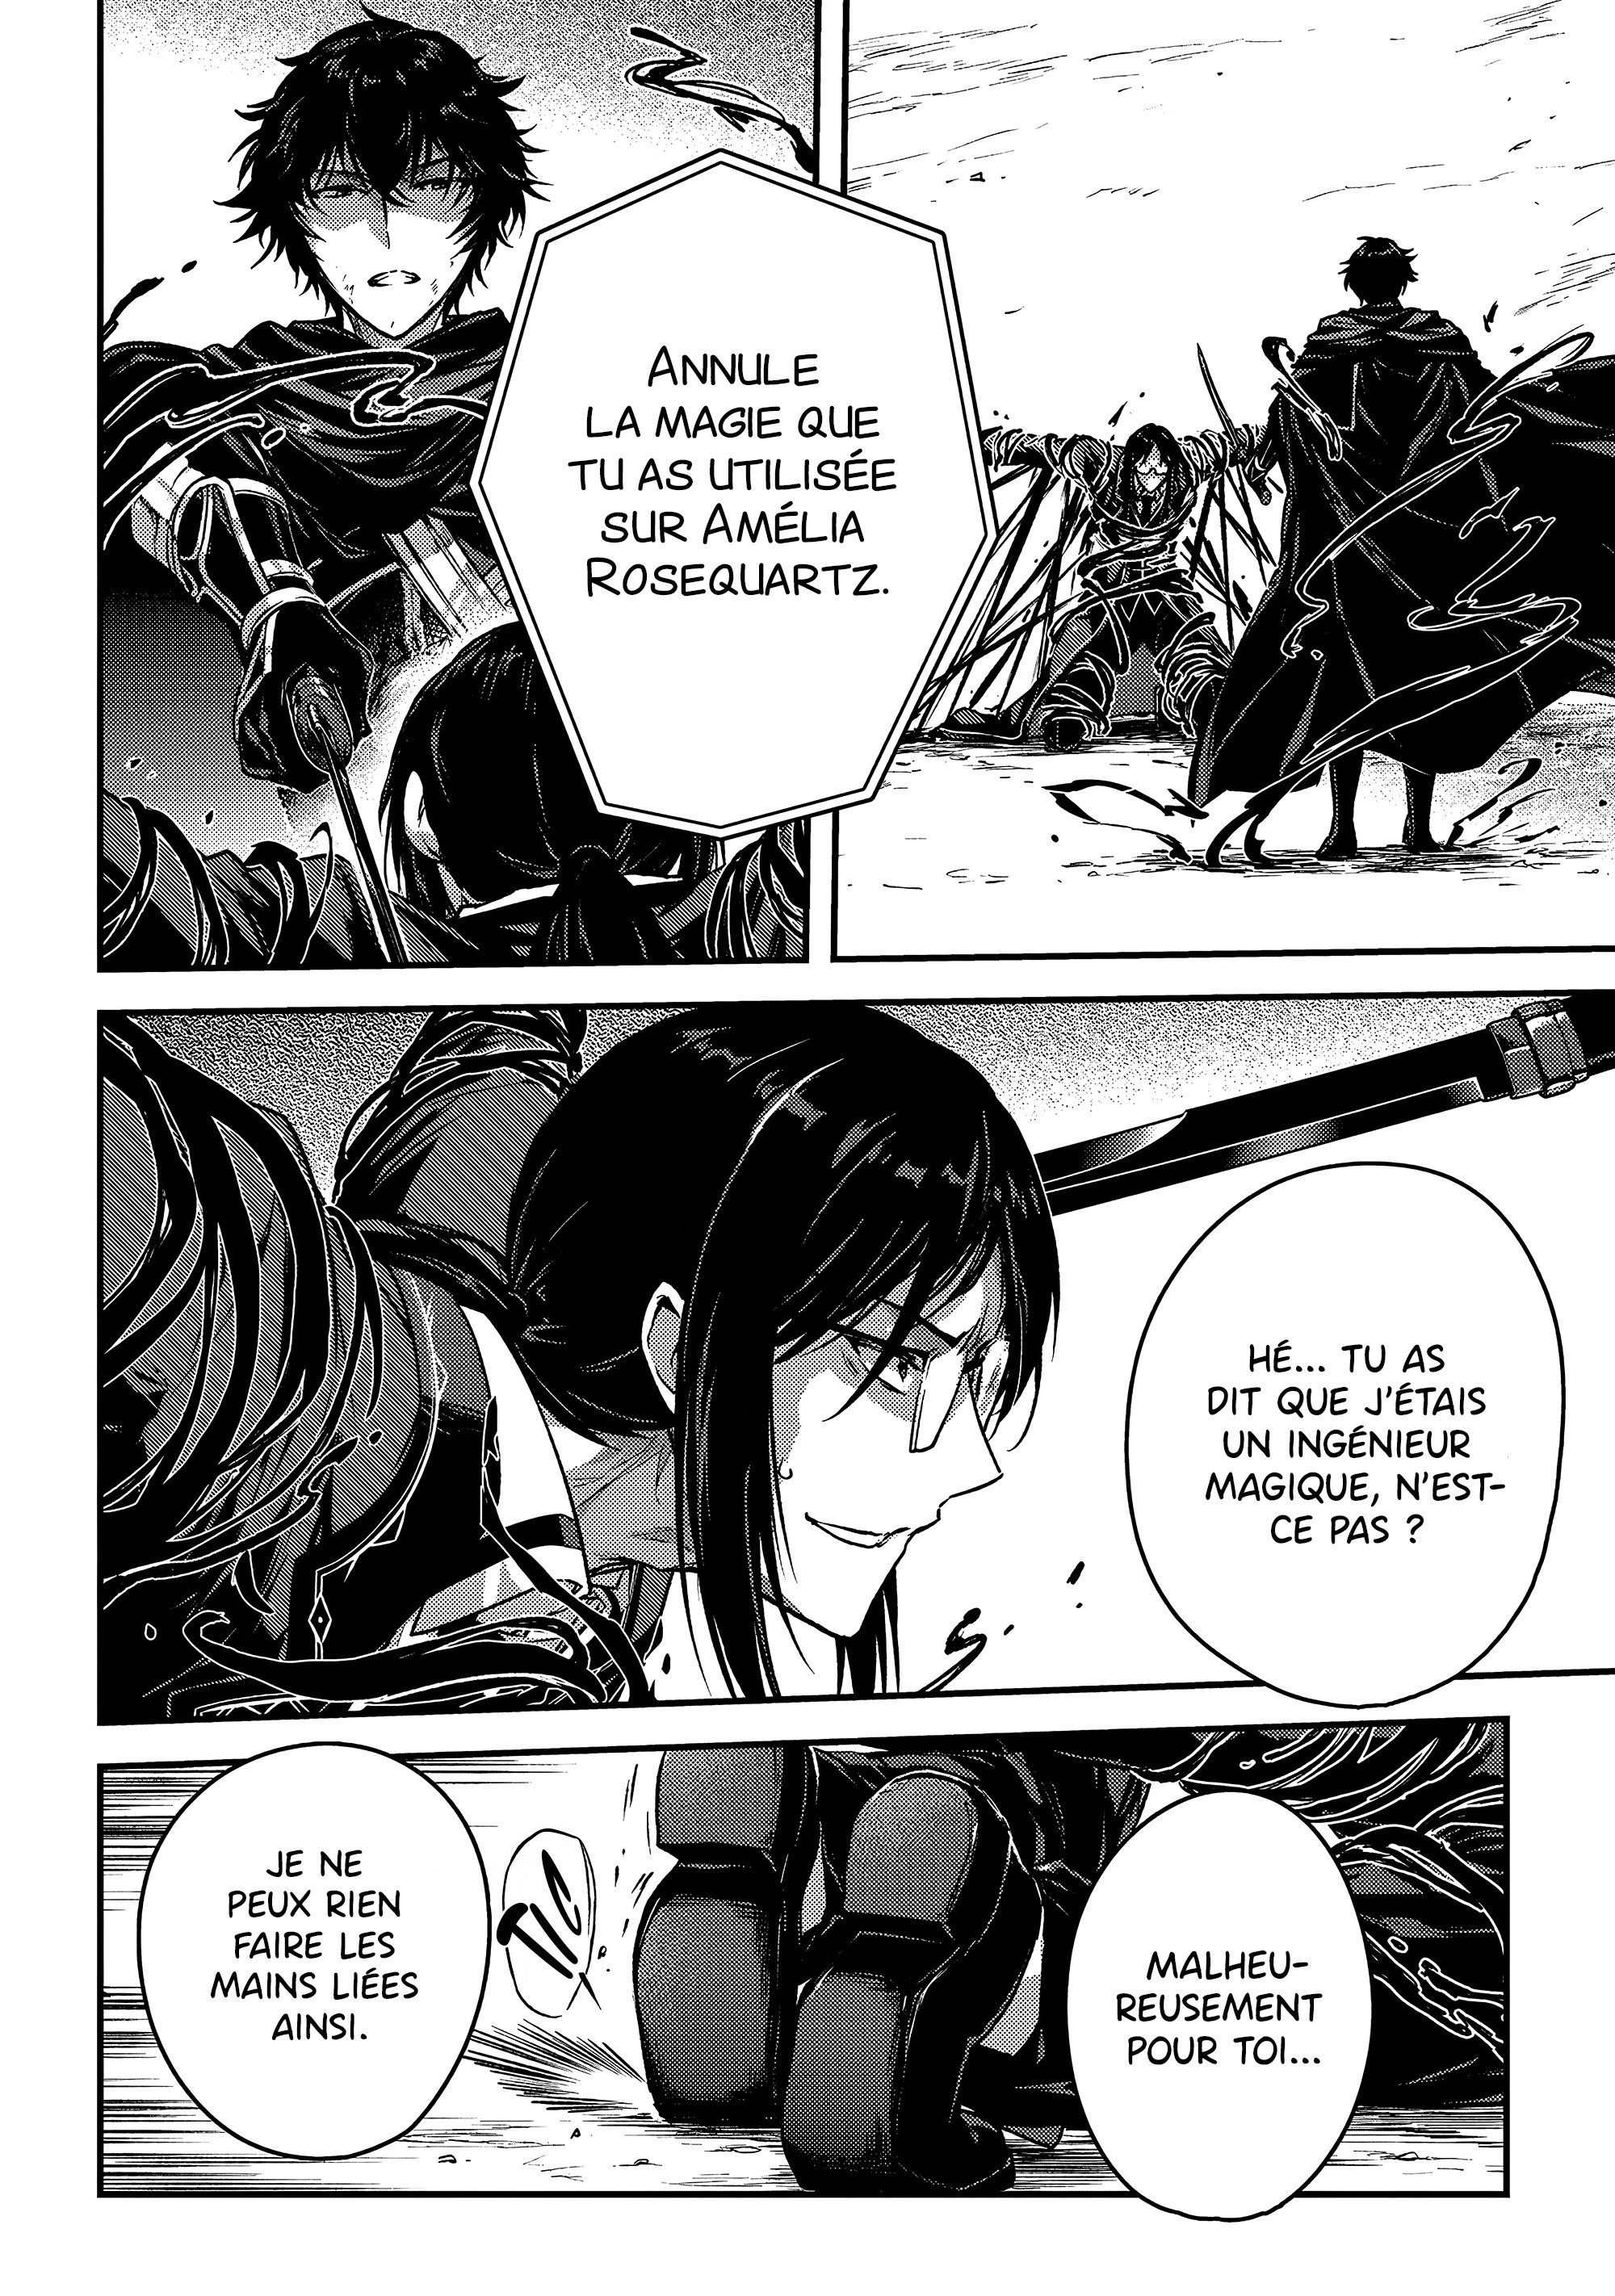 Annule
la magie que
tu as utilisée
sur Amélia
Rosequartz.
HÉ... TU AS
DIT QUE J'ÉTAIS
UN INGÉNIEUR
MAGIQUE, N'EST-
CE PAS ?
MALHEU-
REUSEMENT
POUR TOI...
TIC
JE NE
PEUX RIEN
FAIRE LES
MAINS LIÉES
AINSI.